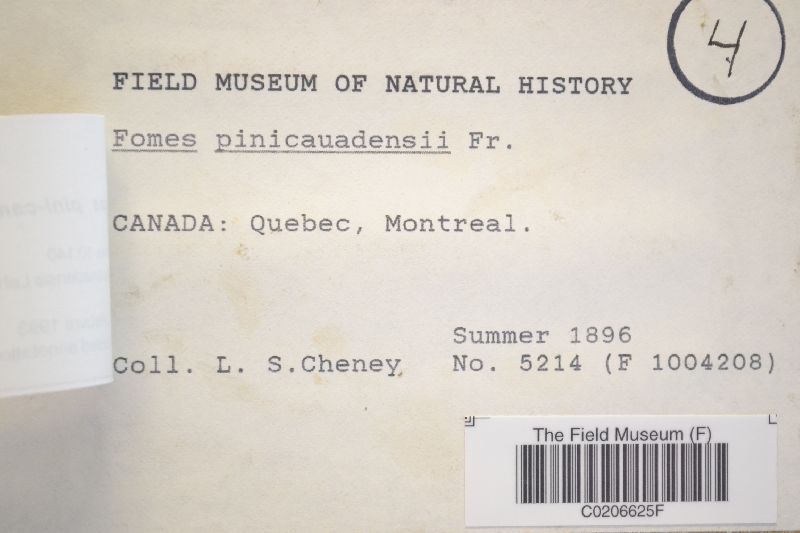 4
FIELD MUSEUM OF NATURAL HISTORY
Fomes pinicauadensii Fr.
CANADA: Quebec, Montreal.
Summer 1896
Coll. L. S.Cheney No. 5214 (F 1004208)
The Field Museum (F)
C0206625F